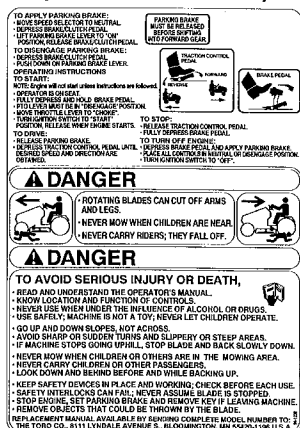 TO APPLY PARKING BRAKE:
• MOVE SPEED SELECTOR TO NEUTRAL.
• DEPRESS BRAKE/CLUTCH PEDAL.
• LIFT PARKING BRAKE LEVER TO "ON"
POSITION, RELEASE BRAKE/CLUTCH PEDAL.
TO DISENGAGE PARKING BRAKE:
• DEPRESS BRAKE/CLUTCH PEDAL.
• PUSH DOWN ON PARKING BRAKE LEVER.
PARKING BRAKE
MUST BE RELEASED
BEFORE SHIFTING
INTO FORWARD GEAR.
TRACTION CONTROL
PEDAL
FORWARD
REVERSE
BRAKE PEDAL
OPERATING INSTRUCTIONS
TO START:
NOTE: Engine will not start unless instructions are followed.
• OPERATOR IS ON SEAT.
• FULLY DEPRESS AND HOLD BRAKE PEDAL.
• PTO LEVER MUST BE IN "DISENGAGE" POSITION.
• MOVE THROTTLE LEVER TO "CHOKE".
• TURN IGNITION SWITCH TO "START"
POSITION, RELEASE WHEN ENGINE STARTS.
TO DRIVE:
• RELEASE PARKING BRAKE.
• DEPRESS TRACTION CONTROL PEDAL UNTIL
DESIRED SPEED AND DIRECTION ARE
OBTAINED.
TO STOP:
• RELEASE TRACTION CONTROL PEDAL.
• FULLY DEPRESS BRAKE PEDAL.
TO TURN OFF ENGINE:
• DEPRESS BRAKE PEDAL AND APPLY PARKING BRAKE.
• PLACE ALL CONTROLS IN NEUTRAL OR DISENGAGE POSITION.
• TURN IGNITION SWITCH TO "OFF".
DANGER
• ROTATING BLADES CAN CUT OFF ARMS
AND LEGS.
• NEVER MOW WHEN CHILDREN ARE NEAR.
• NEVER CARRY RIDERS; THEY FALL OFF.
DANGER
TO AVOID SERIOUS INJURY OR DEATH,
• READ AND UNDERSTAND THE OPERATOR'S MANUAL.
• KNOW LOCATION AND FUNCTION OF CONTROLS.
• NEVER USE WHEN UNDER THE INFLUENCE OF ALCOHOL OR DRUGS.
• USE SAFELY; MACHINE IS NOT A TOY; NEVER LET CHILDREN OPERATE.
• GO UP AND DOWN SLOPES, NOT ACROSS.
• AVOID SHARP OR SUDDEN TURNS AND SLIPPERY OR STEEP AREAS.
• IF MACHINE STOPS GOING UPHILL, STOP BLADE AND BACK SLOWLY DOWN.
• NEVER MOW WHEN CHILDREN OR OTHERS ARE IN THE MOWING AREA.
• NEVER CARRY CHILDREN OR OTHER PASSENGERS.
• LOOK DOWN AND BEHIND BEFORE AND WHILE BACKING UP.
• KEEP SAFETY DEVICES IN PLACE AND WORKING; CHECK BEFORE EACH USE.
• SAFETY INTERLOCKS CAN FAIL; NEVER ASSUME BLADE IS STOPPED.
• STOP ENGINE, SET PARKING BRAKE AND REMOVE KEY IF LEAVING MACHINE.
• REMOVE OBJECTS THAT COULD BE THROWN BY THE BLADE.
REPLACEMENT MANUAL AVAILABLE BY SENDING COMPLETE MODEL NUMBER TO:
THE TORO CO., 8111 LYNDALE AVENUE S., BLOOMINGTON, MN 55420-1196 U.S.A.